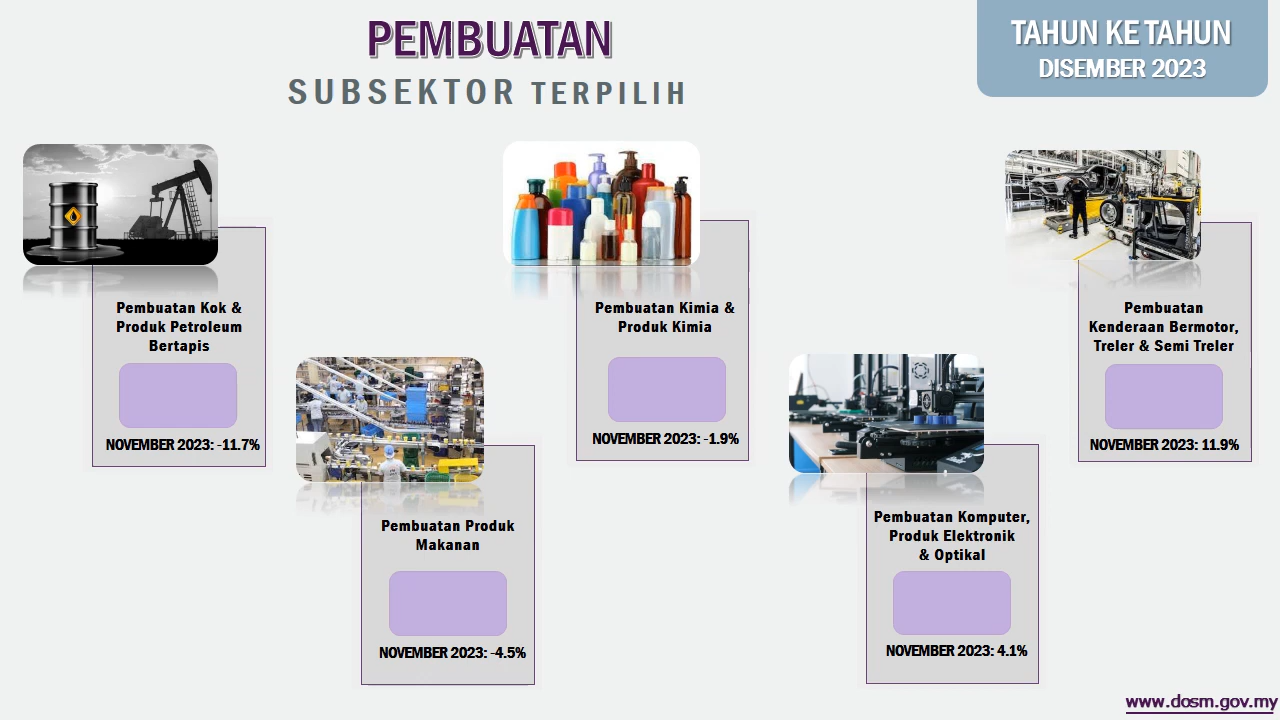 PEMBUATAN
SUBSEKTOR TERPILIH
TAHUN KE TAHUN
DISEMBER 2023
Pembuatan Kok &
Produk Petroleum
Bertapis
NOVEMBER 2023: -11.7%
Pembuatan Produk
Makanan
NOVEMBER 2023: -4.5%
Pembuatan Kimia &
Produk Kimia
NOVEMBER 2023: -1.9%
Pembuatan Komputer,
Produk Elektronik
& Optikal
NOVEMBER 2023: 4.1%
Pembuatan
Kenderaan Bermotor,
Treler & Semi Treler
NOVEMBER 2023: 11.9%
www.dosm.gov.my